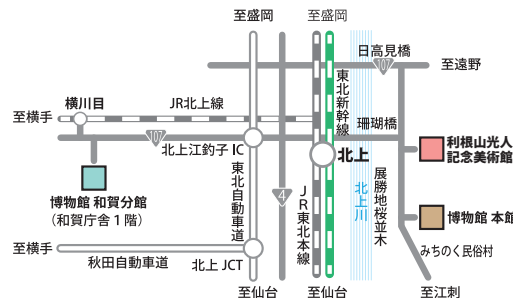 至盛岡
至盛岡
日高見橋
107
至遠野
横川目
JR北上線
東北新幹線
至横手
107
北上江釣子IC
珊瑚橋
北上
利根山光人
記念美術館
博物館 和賀分館
(和賀庁舎1階)
東北自動車道
4
JR東北本線
北上川
展勝地桜並木
博物館 本館
至横手
秋田自動車道
北上JCT
みちのく民俗村
至仙台
至仙台
至江刺